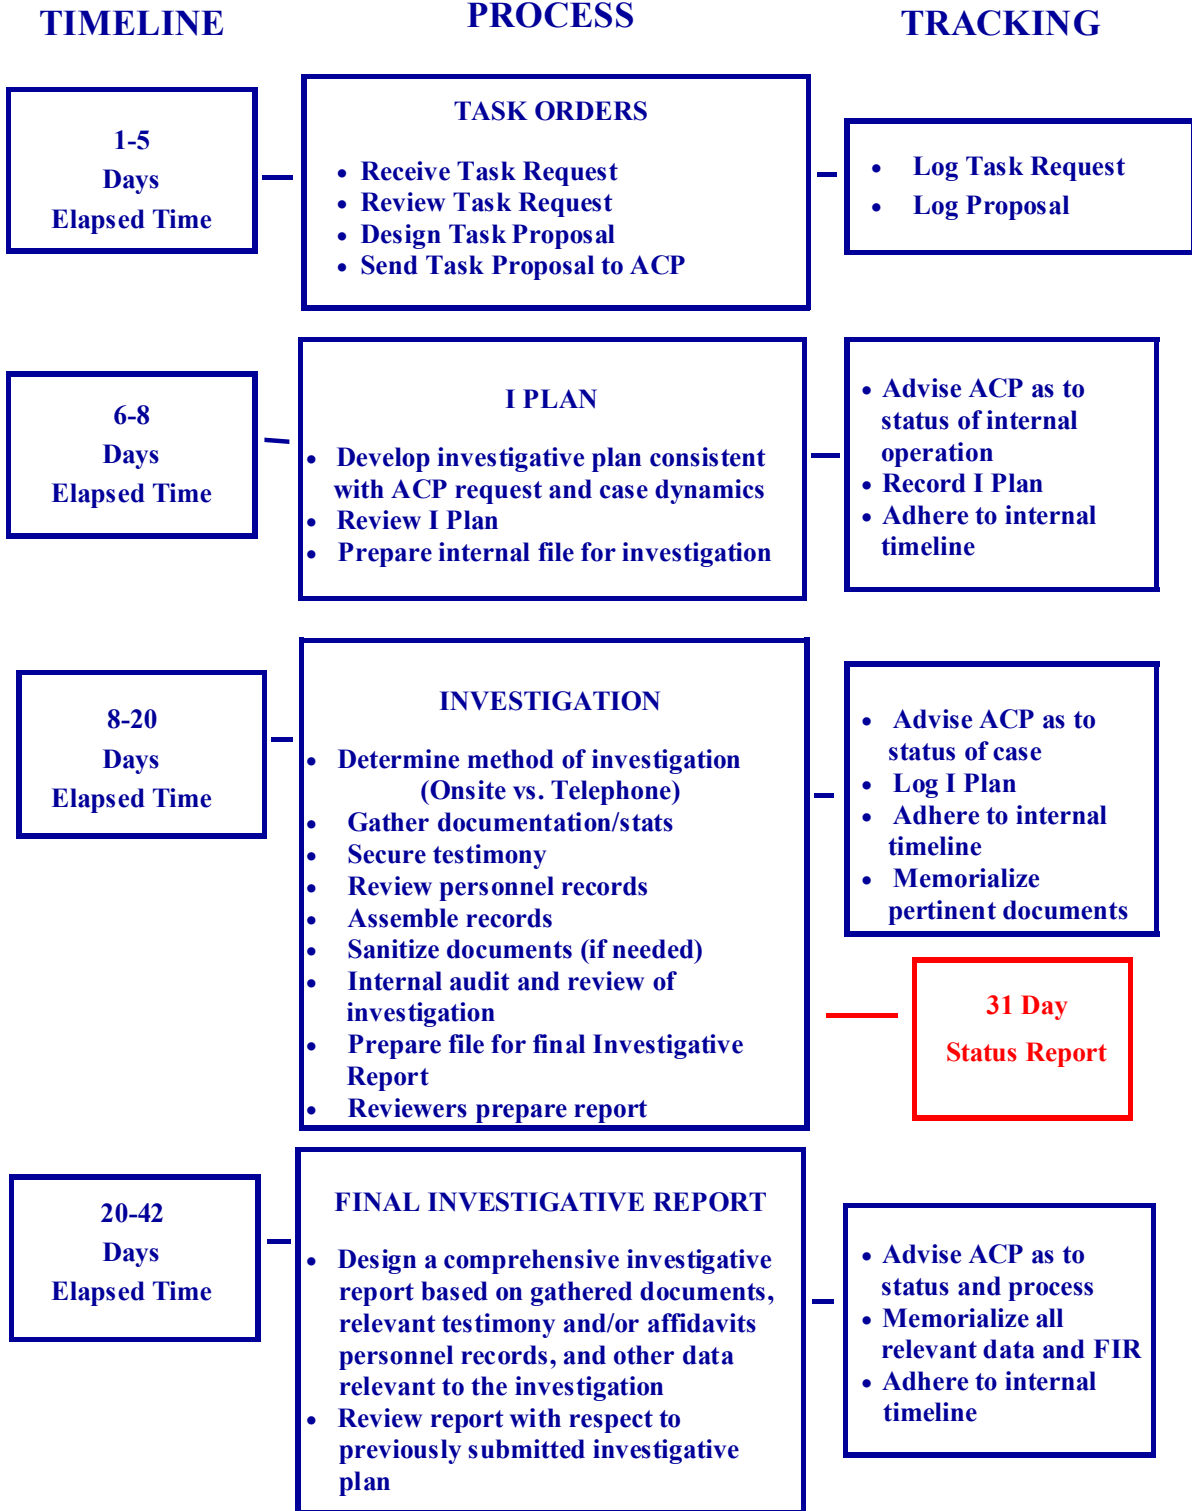 TIMELINE
PROCESS
TRACKING
1-5
Days
Elapsed Time
TASK ORDERS
• Receive Task Request
• Review Task Request
• Design Task Proposal
• Send Task Proposal to ACP
• Log Task Request
• Log Proposal
6-8
Days
Elapsed Time
I PLAN
• Develop investigative plan consistent
with ACP request and case dynamics
• Review I Plan
• Prepare internal file for investigation
• Advise ACP as to
status of internal
operation
• Record I Plan
• Adhere to internal
timeline
8-20
Days
Elapsed Time
INVESTIGATION
• Determine method of investigation
(Onsite vs. Telephone)
• Gather documentation/stats
• Secure testimony
• Review personnel records
• Assemble records
• Sanitize documents (if needed)
• Internal audit and review of
investigation
• Prepare file for final Investigative
Report
• Reviewers prepare report
• Advise ACP as to
status of case
• Log I Plan
• Adhere to internal
timeline
• Memorialize
pertinent documents
31 Day
Status Report
20-42
Days
Elapsed Time
FINAL INVESTIGATIVE REPORT
• Design a comprehensive investigative
report based on gathered documents,
relevant testimony and/or affidavits
personnel records, and other data
relevant to the investigation
• Review report with respect to
previously submitted investigative
plan
• Advise ACP as to
status and process
• Memorialize all
relevant data and FIR
• Adhere to internal
timeline